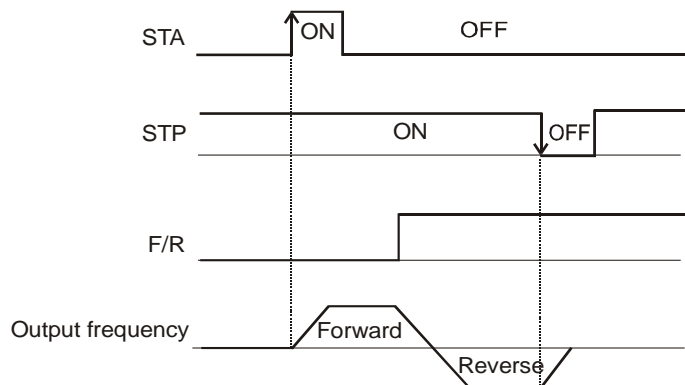 STA
ON
OFF
STP
ON
OFF
F/R
Output frequency
Forward
Reverse